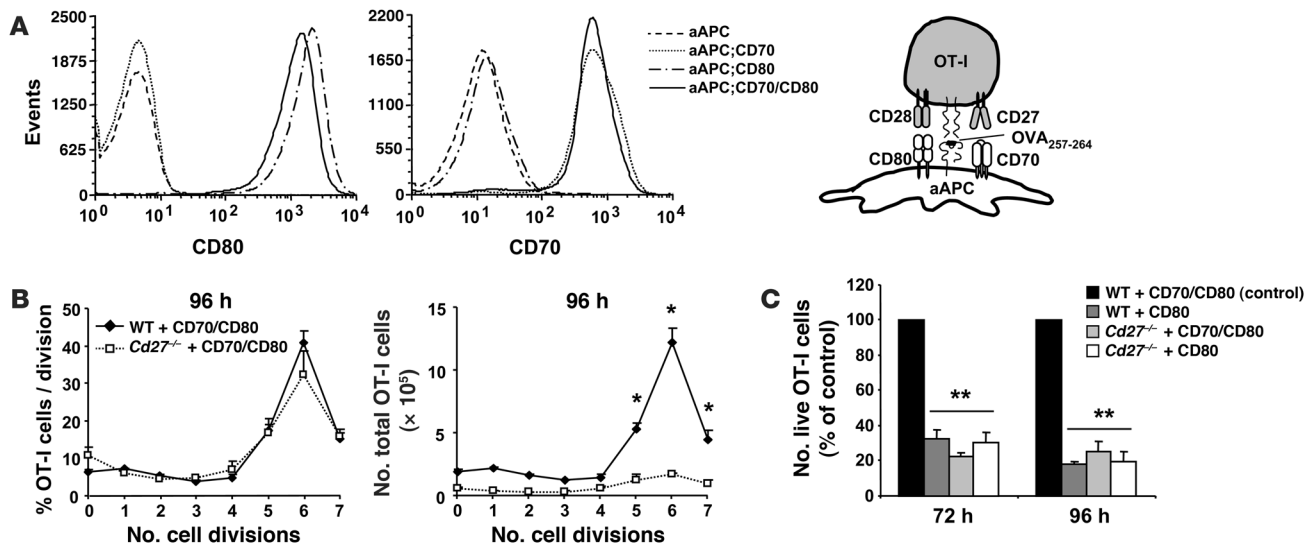 A
2500
1875
1250
625
0
Events
10^0 10^1 10^2 10^3 10^4
CD80
2200
1650
1100
550
0
10^0 10^1 10^2 10^3 10^4
CD70
aAPC
aAPC;CD70
aAPC;CD80
aAPC;CD70/CD80
OT-I
CD28 CD27
OVA257-264
CD80 CD70
aAPC
B
96 h
% OT-I cells / division
50
40
30
20
10
0
WT + CD70/CD80
Cd27–/– + CD70/CD80
0 1 2 3 4 5 6 7
No. cell divisions
96 h
No. total OT-I cells
(× 10^5)
15
10
5
0
* * *
0 1 2 3 4 5 6 7
No. cell divisions
C
No. live OT-I cells
(% of control)
120
100
80
60
40
20
0
WT + CD70/CD80 (control)
WT + CD80
Cd27–/– + CD70/CD80
Cd27–/– + CD80
** **
72 h 96 h